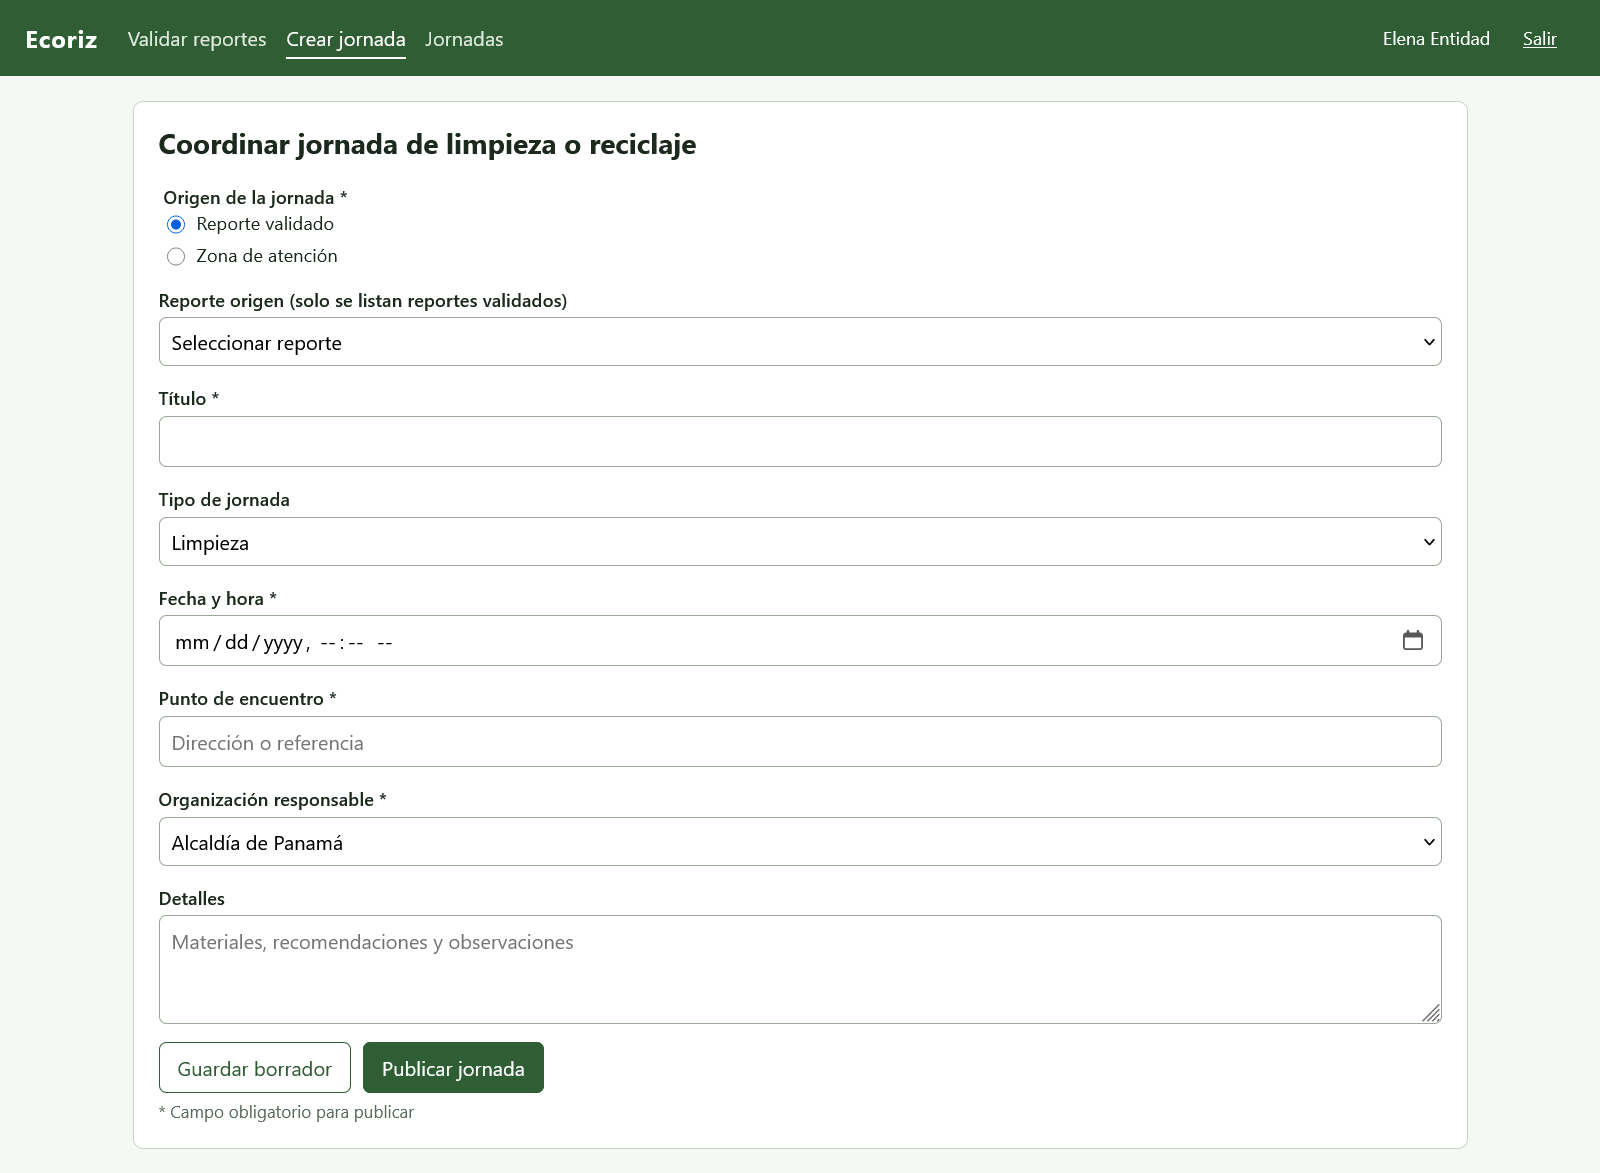 Ecoriz Validar reportes Crear jornada Jornadas Elena Entidad Salir
Coordinar jornada de limpieza o reciclaje
Origen de la jornada *
Reporte validado
Zona de atención
Reporte origen (solo se listan reportes validados)
Seleccionar reporte
Título *
Tipo de jornada
Limpieza
Fecha y hora *
mm/dd/yyyy, --:-- --
Punto de encuentro *
Dirección o referencia
Organización responsable *
Alcaldía de Panamá
Detalles
Materiales, recomendaciones y observaciones
Guardar borrador Publicar jornada
* Campo obligatorio para publicar